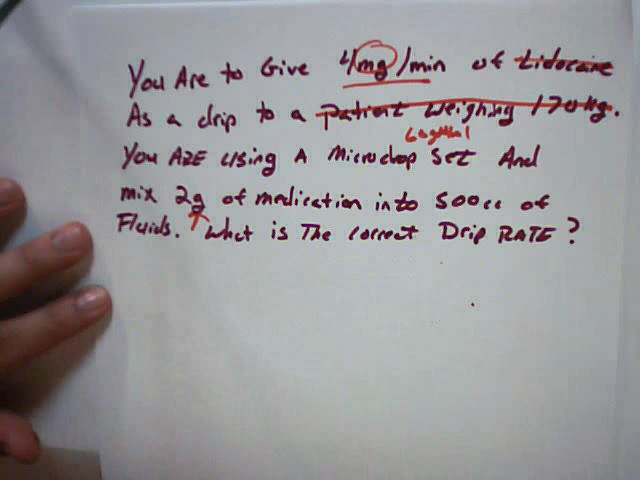 You Are to Give 4mg/min of Lidocaine
As a drip to a patient weighing 170kg.
60gtt/ml
You ARE Using A Microdrop Set And
mix 2g of medication into 500cc of
Fluids. What is The correct Drip RATE?